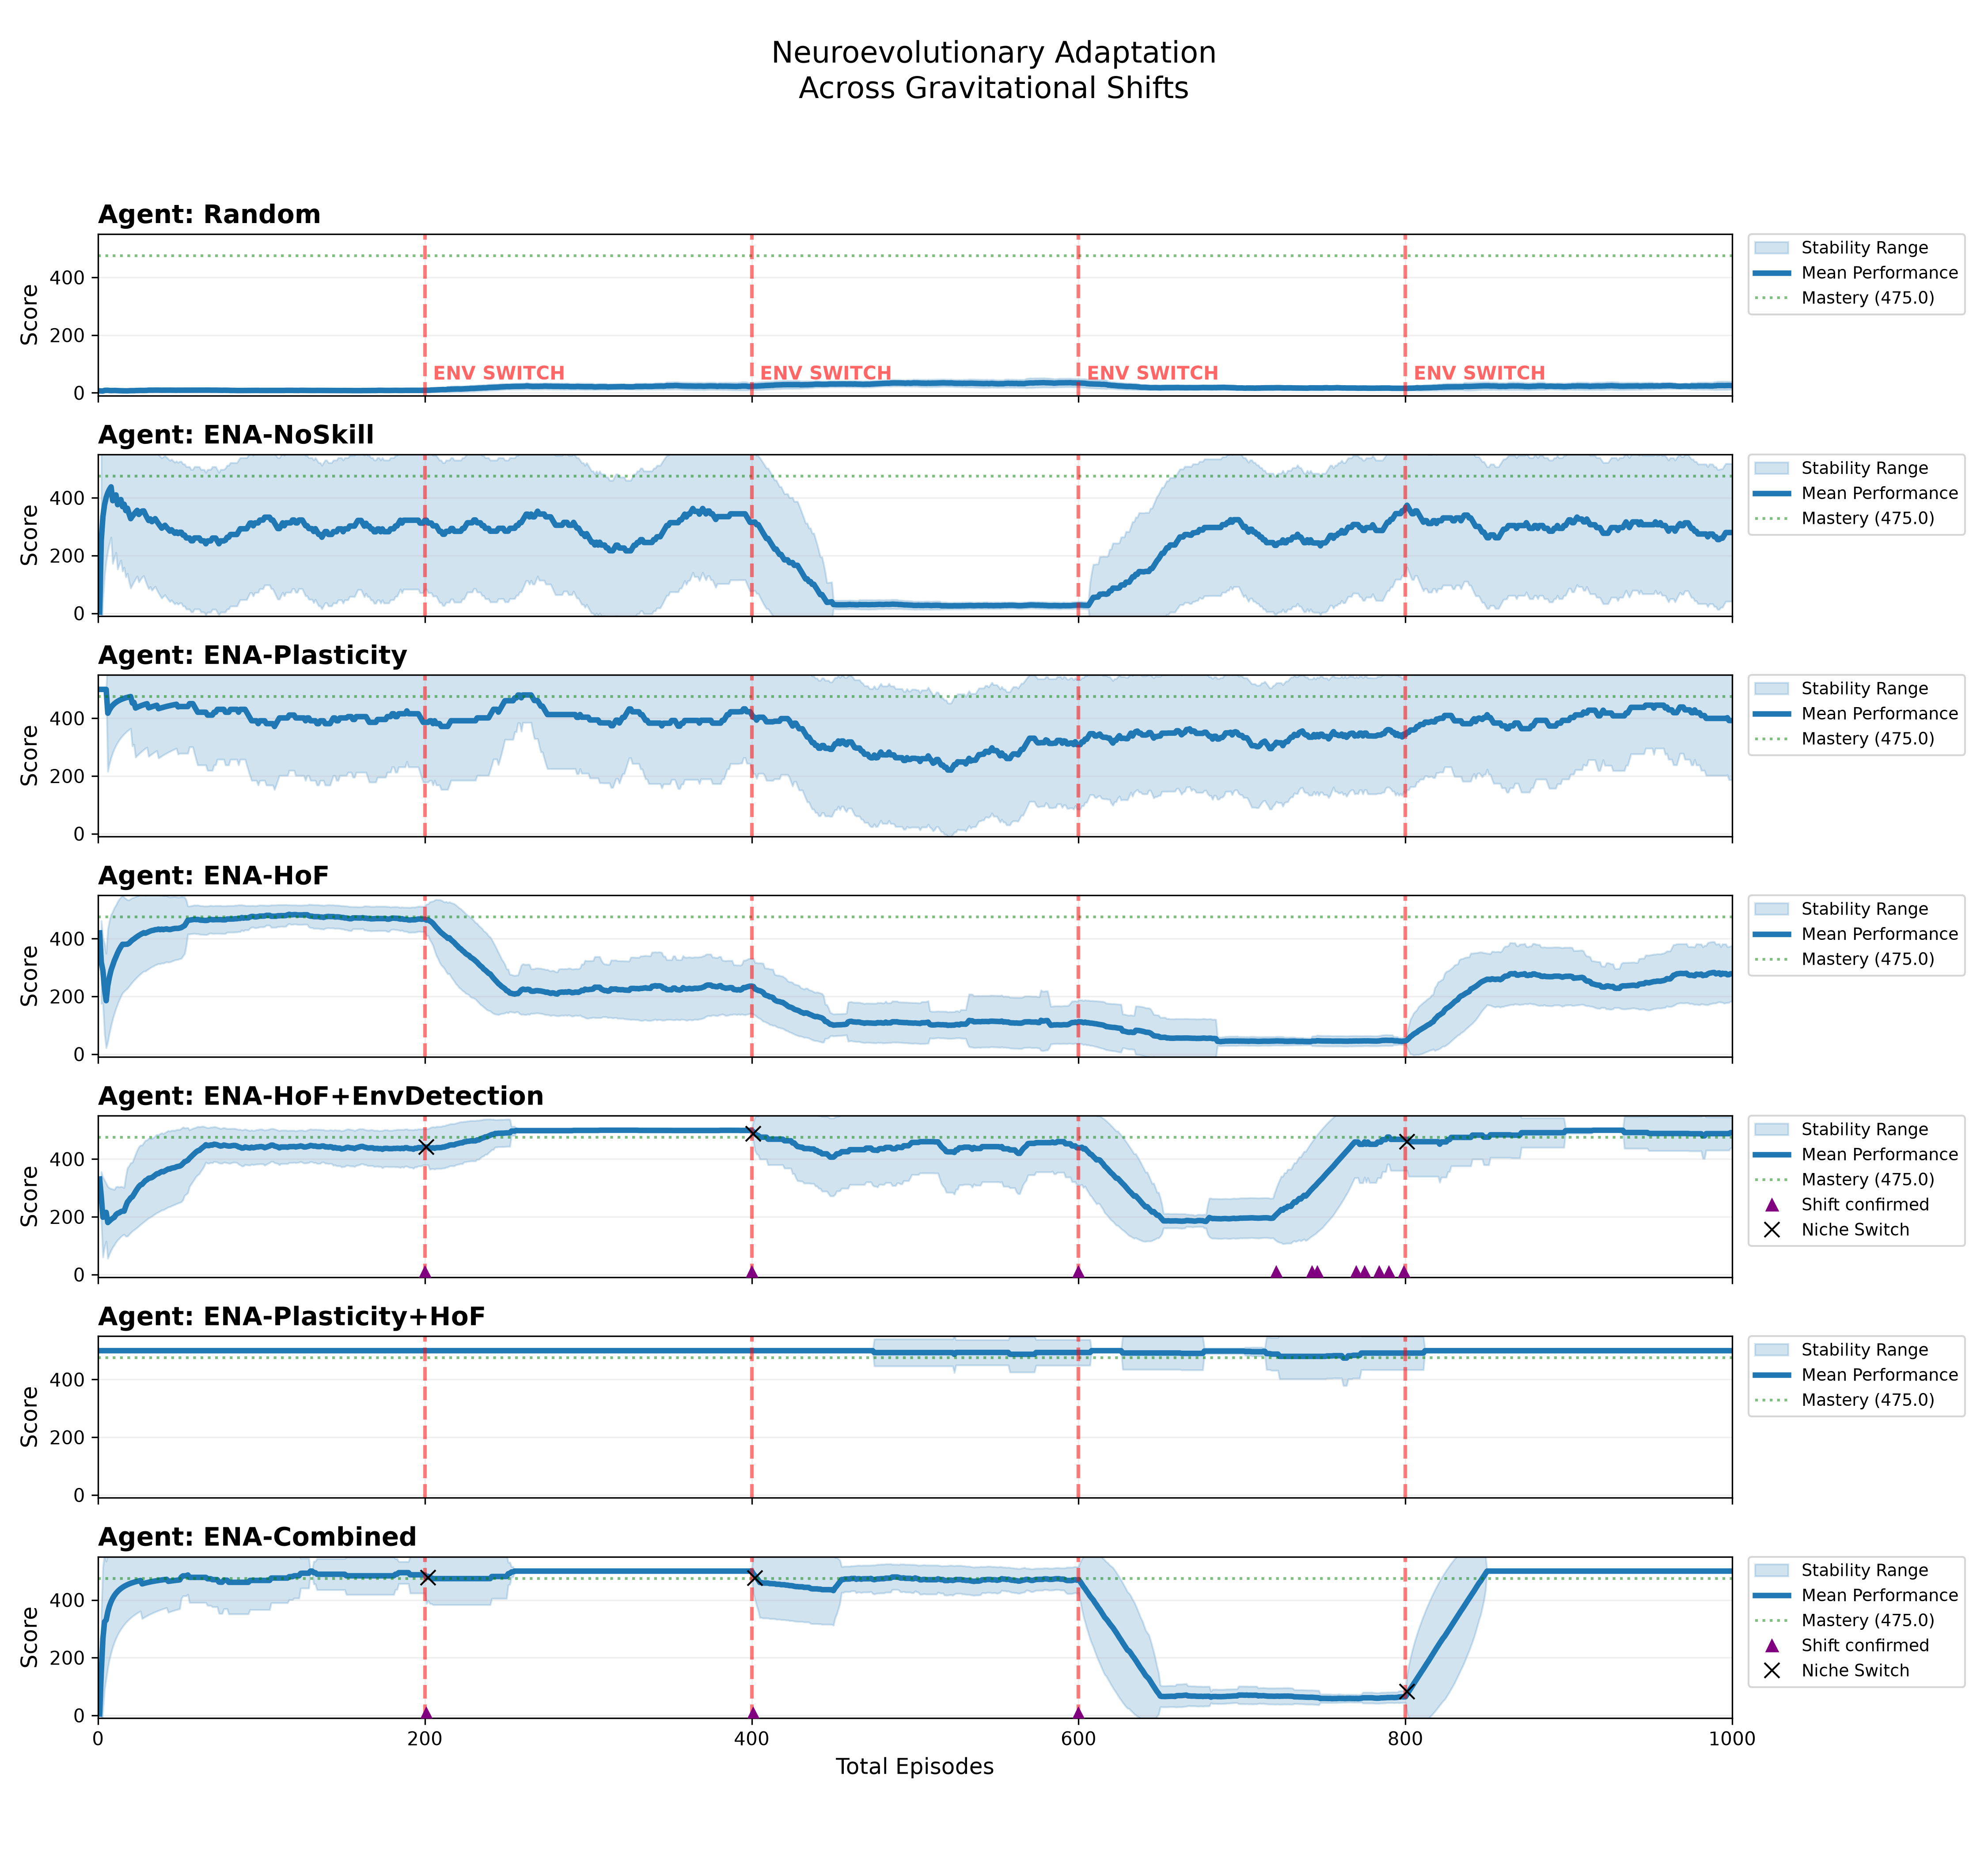 Neuroevolutionary Adaptation
Across Gravitational Shifts
Agent: Random
Score
400
200
0
ENV SWITCH
ENV SWITCH
ENV SWITCH
ENV SWITCH
Stability Range
Mean Performance
Mastery (475.0)
Agent: ENA-NoSkill
Score
400
200
0
Stability Range
Mean Performance
Mastery (475.0)
Agent: ENA-Plasticity
Score
400
200
0
Stability Range
Mean Performance
Mastery (475.0)
Agent: ENA-HoF
Score
400
200
0
Stability Range
Mean Performance
Mastery (475.0)
Agent: ENA-HoF+EnvDetection
Score
400
200
0
Stability Range
Mean Performance
Mastery (475.0)
Shift confirmed
Niche Switch
Agent: ENA-Plasticity+HoF
Score
400
200
0
Stability Range
Mean Performance
Mastery (475.0)
Agent: ENA-Combined
Score
400
200
0
Stability Range
Mean Performance
Mastery (475.0)
Shift confirmed
Niche Switch
0 200 400 600 800 1000
Total Episodes